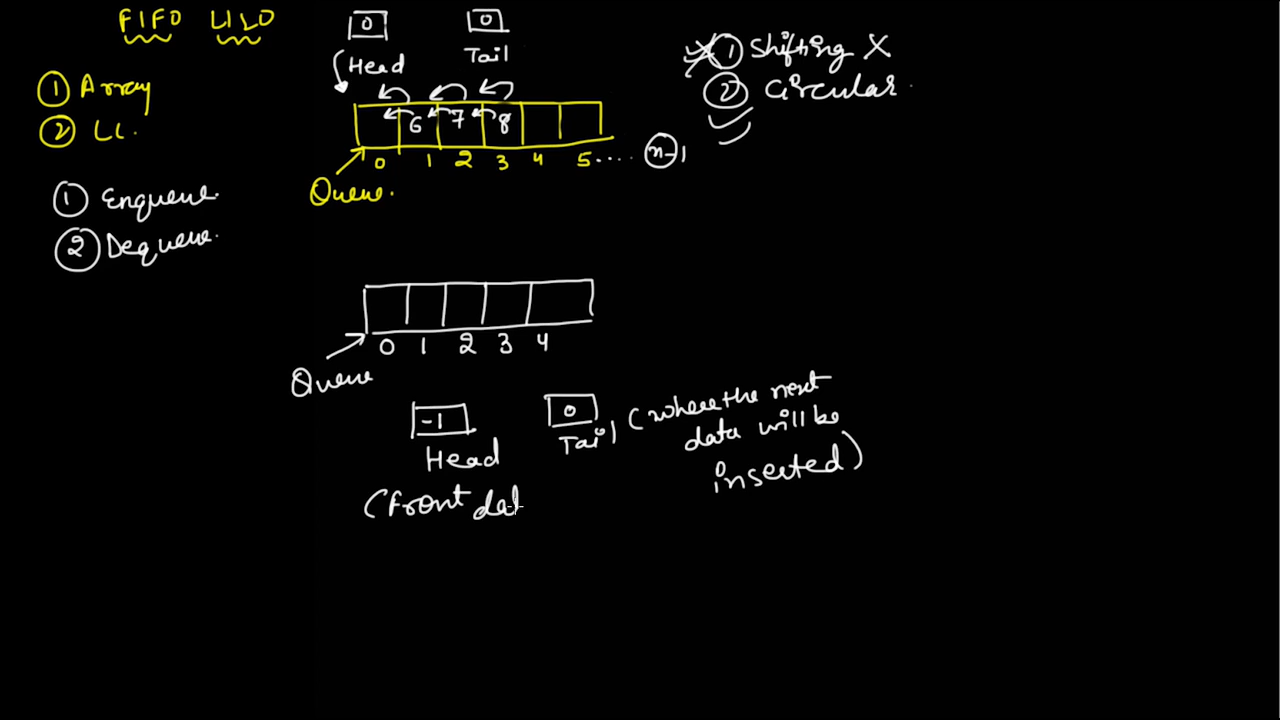 FIFO LILO
① Array
② LL.
① Enqueue.
② Dequeue.
0
Head
0
Tail
6 7 8
0 1 2 3 4 5 .... n-1
Queue.
① Shifting X
② Circular.
0 1 2 3 4
Queue
-1
Head
(Front dat
0
Tail
(where the next
data will be
inserted)